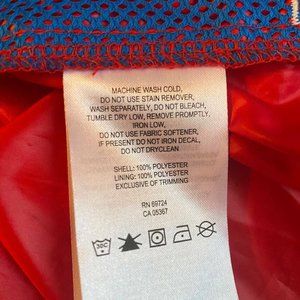 MACHINE WASH COLD,
DO NOT USE STAIN REMOVER,
WASH SEPARATELY, DO NOT BLEACH,
TUMBLE DRY LOW, REMOVE PROMPTLY.
IRON LOW,
DO NOT USE FABRIC SOFTENER,
IF PRESENT DO NOT IRON DECAL,
DO NOT DRYCLEAN
SHELL: 100% POLYESTER
LINING: 100% POLYESTER
EXCLUSIVE OF TRIMMING
RN 69724
CA 05367